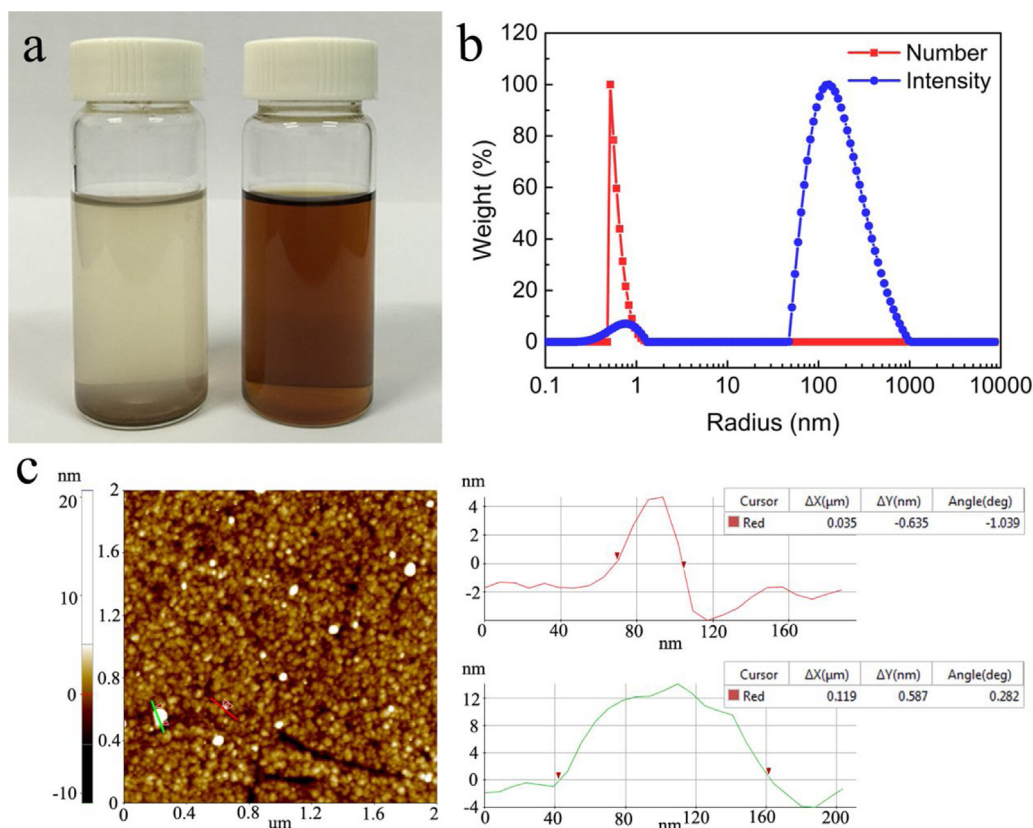 a
b
120
100
80
60
40
20
0
Weight (%)
Number
Intensity
0.1 1 10 100 1000 10000
Radius (nm)
c
nm
20
10
0
-10
2
1.6
1.2
0.8
0.4
0
0 0.4 0.8 1.2 1.6 2
µm
Cursor ΔX(µm) ΔY(nm) Angle(deg)
Red 0.035 -0.635 -1.039
4
2
0
-2
0 40 80 120 160
nm
nm
Cursor ΔX(µm) ΔY(nm) Angle(deg)
Red 0.119 0.587 0.282
12
8
4
0
-4
0 40 80 120 160 200
nm